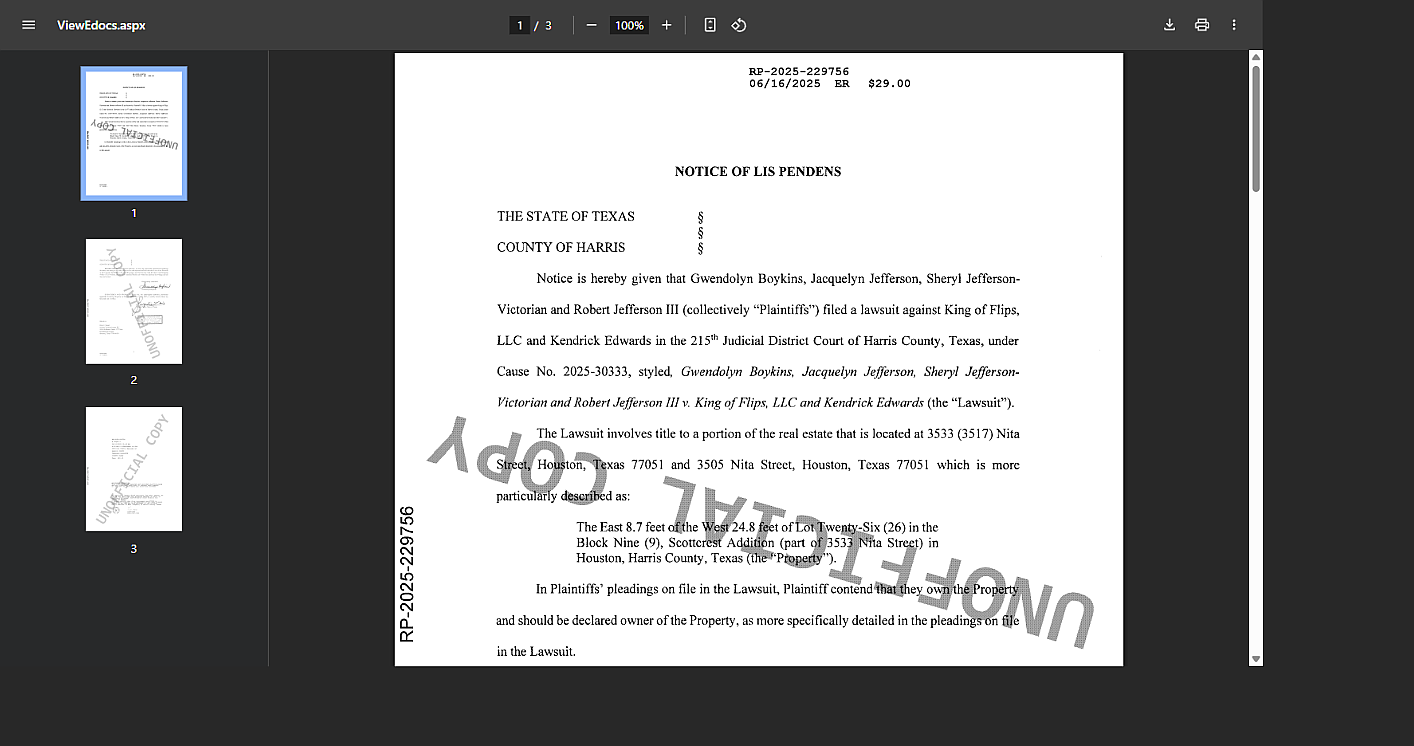 ViewEdocs.aspx
1 / 3
100%
1
2
3
RP-2025-229756
06/16/2025 ER $29.00
NOTICE OF LIS PENDENS
THE STATE OF TEXAS §
§
COUNTY OF HARRIS §
Notice is hereby given that Gwendolyn Boykins, Jacquelyn Jefferson, Sheryl Jefferson-
Victorian and Robert Jefferson III (collectively “Plaintiffs”) filed a lawsuit against King of Flips,
LLC and Kendrick Edwards in the 215th Judicial District Court of Harris County, Texas, under
Cause No. 2025-30333, styled, Gwendolyn Boykins, Jacquelyn Jefferson, Sheryl Jefferson-
Victorian and Robert Jefferson III v. King of Flips, LLC and Kendrick Edwards (the “Lawsuit”).
The Lawsuit involves title to a portion of the real estate that is located at 3533 (3517) Nita
Street, Houston, Texas 77051 and 3505 Nita Street, Houston, Texas 77051 which is more
particularly described as:
The East 8.7 feet of the West 24.8 feet of Lot Twenty-Six (26) in the
Block Nine (9), Scottcrest Addition (part of 3533 Nita Street) in
Houston, Harris County, Texas (the “Property”).
In Plaintiffs’ pleadings on file in the Lawsuit, Plaintiff contend that they own the Property
and should be declared owner of the Property, as more specifically detailed in the pleadings on file
in the Lawsuit.
RP-2025-229756
UNOFFICIAL COPY
UNOFFICIAL COPY
UNOFFICIAL COPY
UNOFFICIAL COPY